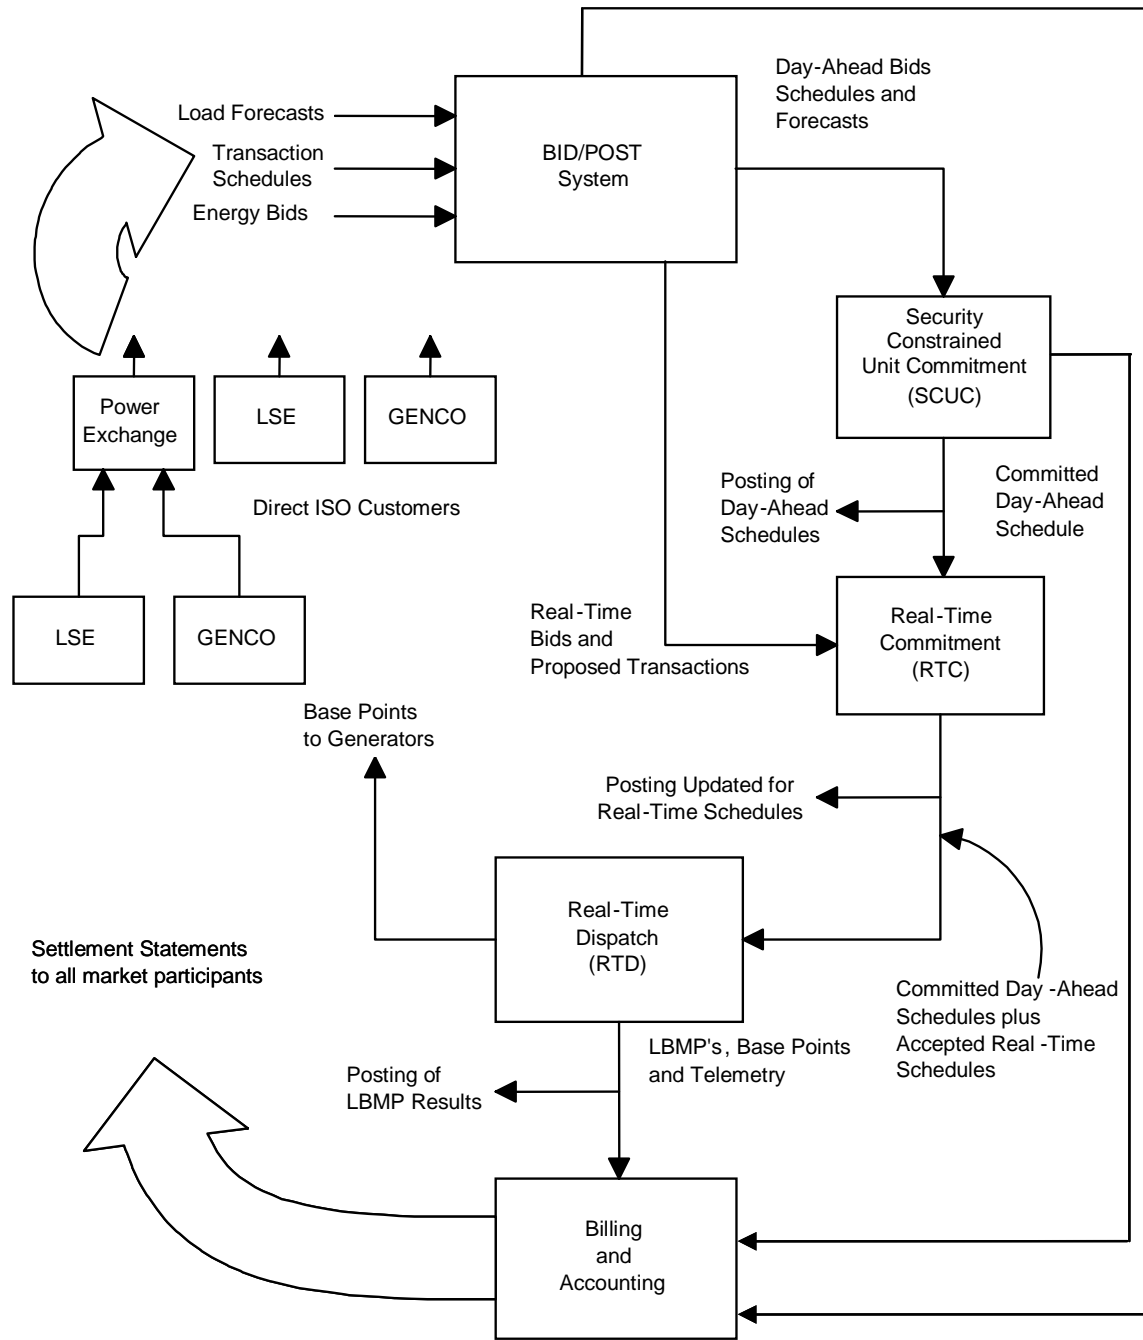 Day-Ahead Bids
Schedules and
Forecasts
Load Forecasts
Transaction
Schedules
Energy Bids
BID/POST
System
Security
Constrained
Unit Commitment
(SCUC)
Power
Exchange
LSE
GENCO
Direct ISO Customers
Posting of
Day-Ahead
Schedules
Committed
Day-Ahead
Schedule
LSE
GENCO
Real-Time
Bids and
Proposed Transactions
Real-Time
Commitment
(RTC)
Base Points
to Generators
Posting Updated for
Real-Time Schedules
Real-Time
Dispatch
(RTD)
Settlement Statements
to all market participants
Committed Day -Ahead
Schedules plus
Accepted Real -Time
Schedules
LBMP's, Base Points
and Telemetry
Posting of
LBMP Results
Billing
and
Accounting